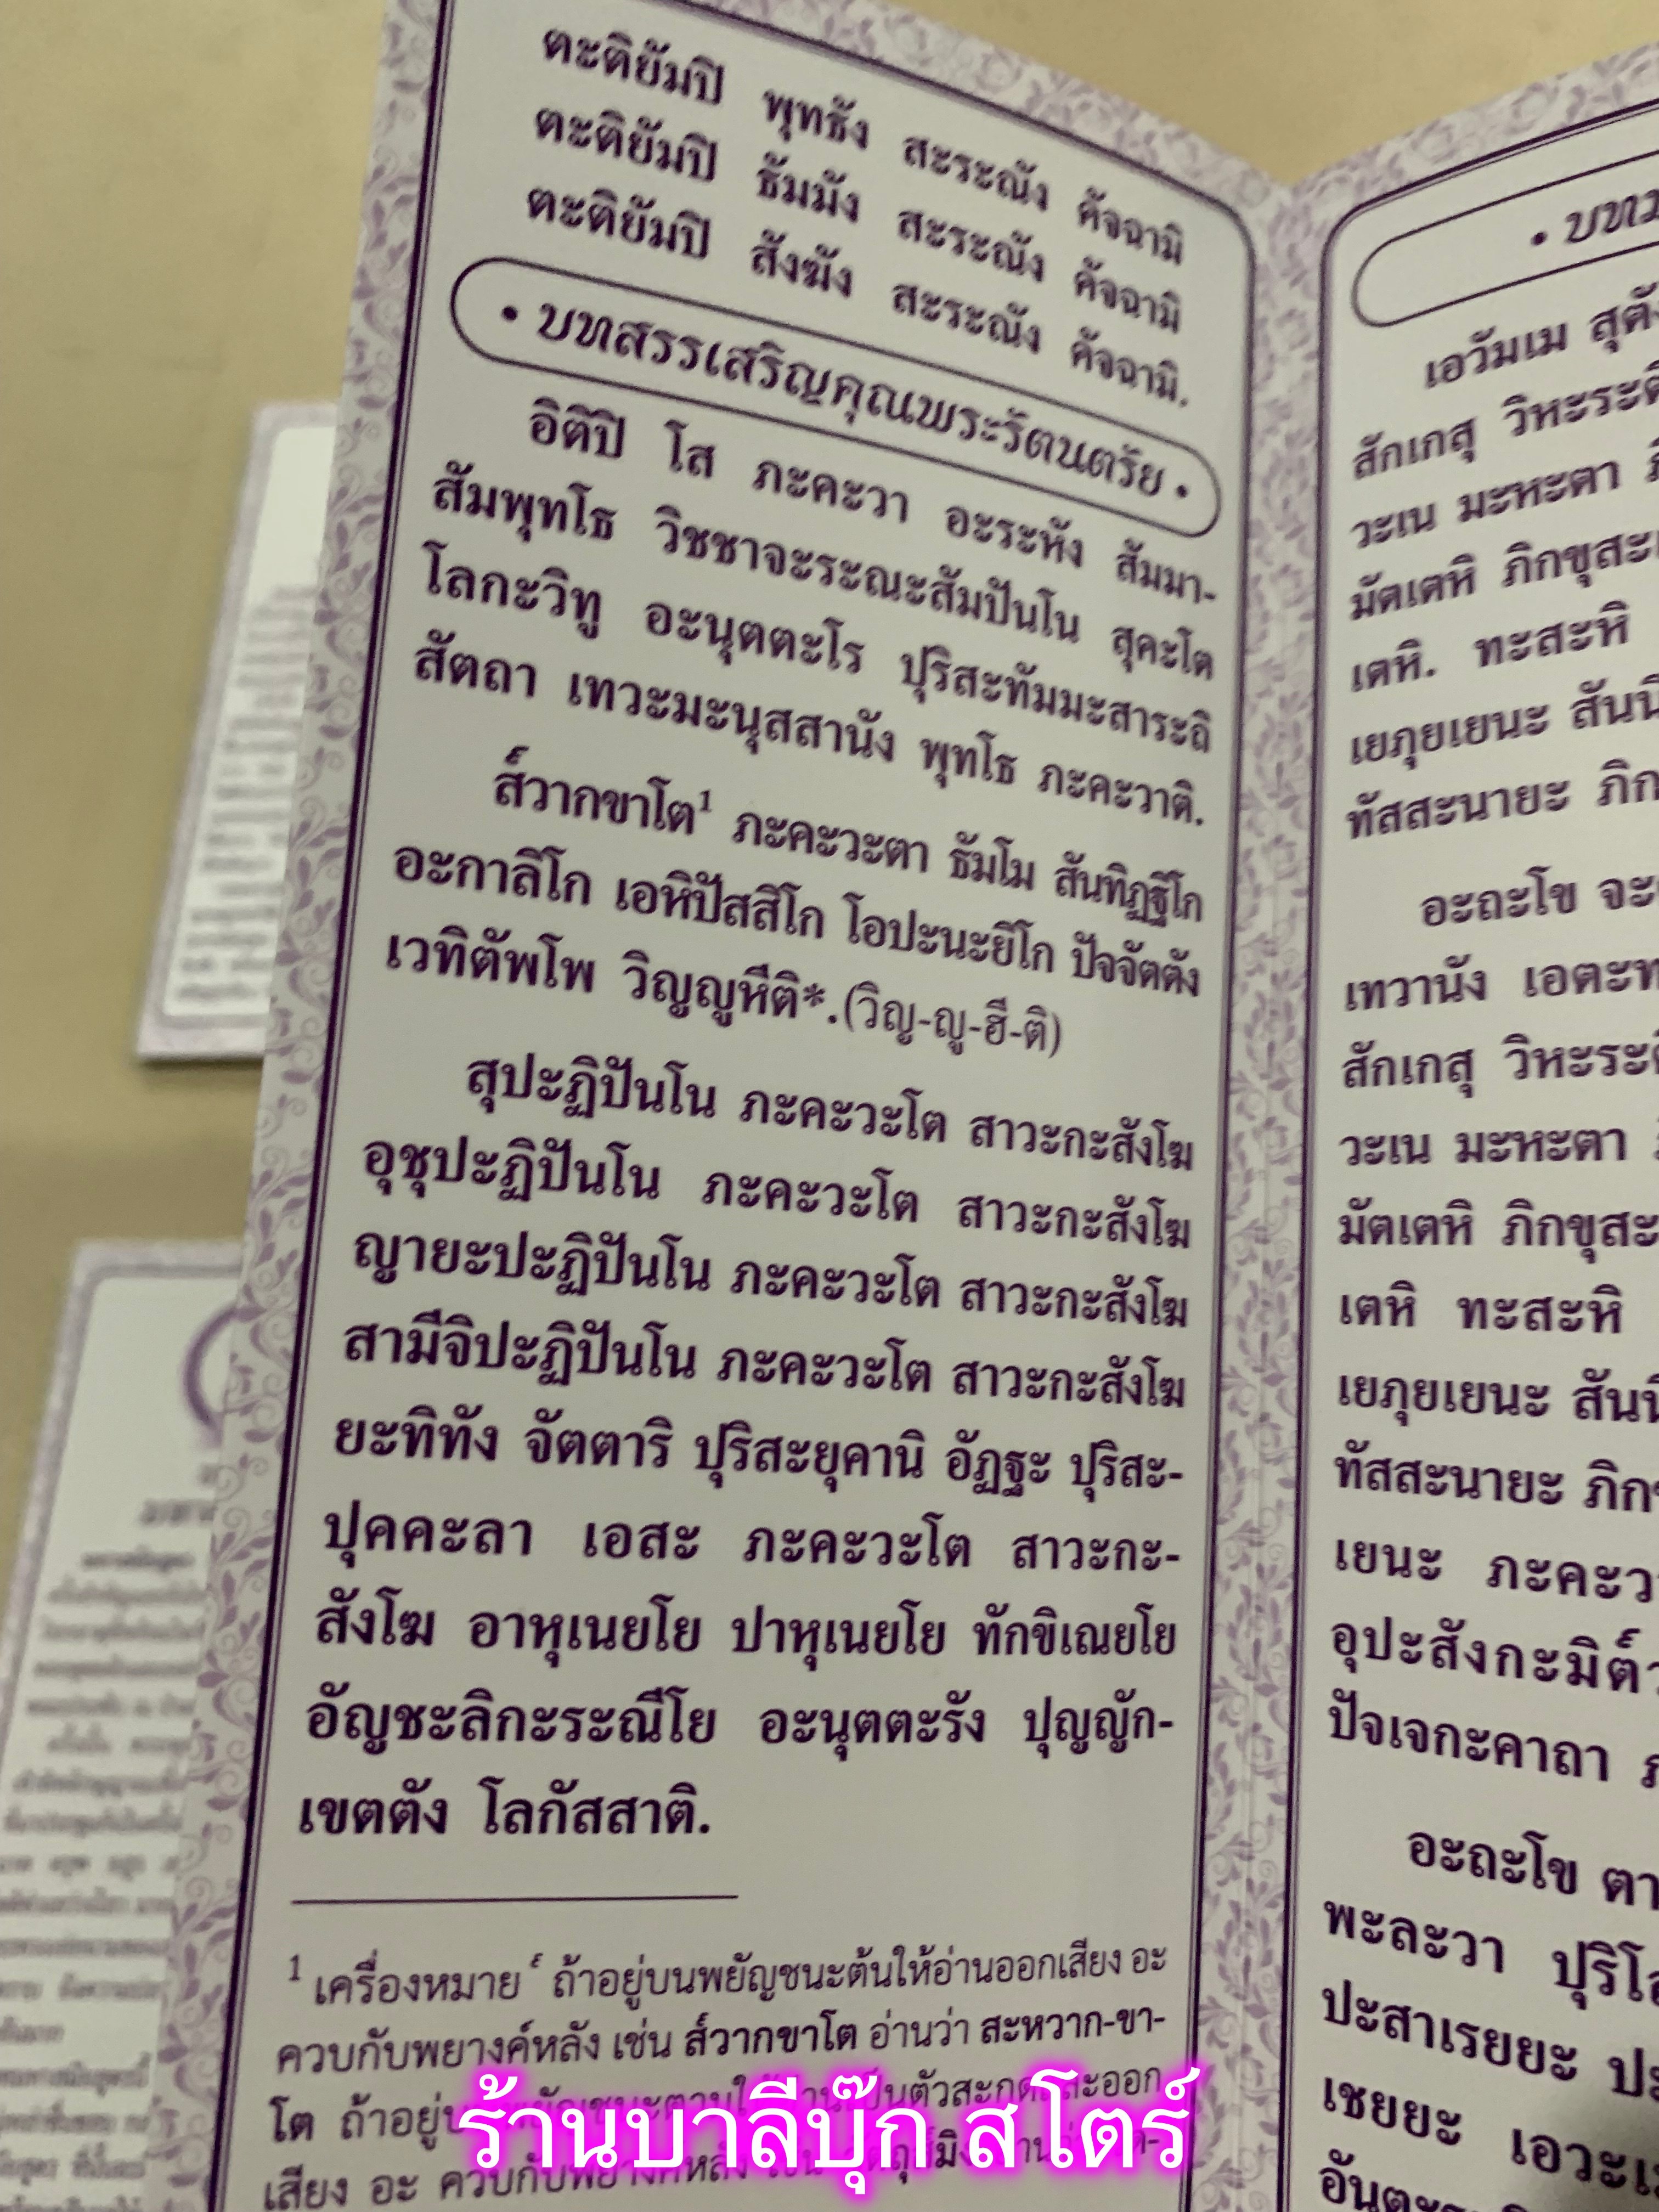 ตะติยัมปิ พุทธัง สะระณัง คัจฉามิ
ตะติยัมปิ ธัมมัง สะระณัง คัจฉามิ
ตะติยัมปิ สังฆัง สะระณัง คัจฉามิ.
• บทสรรเสริญคุณพระรัตนตรัย •
อิติปิ โส ภะคะวา อะระหัง สัมมา-
สัมพุทโธ วิชชาจะระณะสัมปันโน สุคะโต
โลกะวิทู อะนุตตะโร ปุริสะทัมมะสาระถิ
สัตถา เทวะมะนุสสานัง พุทโธ ภะคะวาติ.
ส๎วากขาโต¹ ภะคะวะตา ธัมโม สันทิฏฐิโก
อะกาลิโก เอหิปัสสิโก โอปะนะยิโก ปัจจัตตัง
เวทิตัพโพ วิญญูหีติ*.(วิญ-ญู-ฮี-ติ)
สุปะฏิปันโน ภะคะวะโต สาวะกะสังโฆ
อุชุปะฏิปันโน ภะคะวะโต สาวะกะสังโฆ
ญายะปะฏิปันโน ภะคะวะโต สาวะกะสังโฆ
สามีจิปะฏิปันโน ภะคะวะโต สาวะกะสังโฆ
ยะทิทัง จัตตาริ ปุริสะยุคานิ อัฏฐะ ปุริสะ-
ปุคคะลา เอสะ ภะคะวะโต สาวะกะ-
สังโฆ อาหุเนยโย ปาหุเนยโย ทักขิเณยโย
อัญชะลิกะระณีโย อะนุตตะรัง ปุญญัก-
เขตตัง โลกัสสาติ.
¹ เครื่องหมาย ๎ ถ้าอยู่บนพยัญชนะต้นให้อ่านออกเสียง อะ
ควบกับพยางค์หลัง เช่น ส๎วากขาโต อ่านว่า สะหวาก-ขา-
โต ถ้าอยู่
เสียง อะ ควบกับพยางค์หลัง เช่น
• บท
เอวัมเม สุตัง
สักเกสุ วิหะระติ
วะเน มะหะตา
มัตเตหิ ภิกขุสะ
เตหิ. ทะสะหิ
เยภุยเยนะ สันนิ
ทัสสะนายะ ภิก
อะถะโข จะ
เทวานัง เอตะท
สักเกสุ วิหะระติ
วะเน มะหะตา
มัตเตหิ ภิกขุสะ
เตหิ ทะสะหิ
เยภุยเยนะ สันนิ
ทัสสะนายะ ภิก
เยนะ ภะคะวา
อุปะสังกะมิต๎ว
ปัจเจกะคาถา
อะถะโข ตา
พะละวา ปุริโส
ปะสาเรยยะ ปะ
เชยยะ เอวะเ
อันตะร
ร้านบาลีบุ๊ก สโตร์